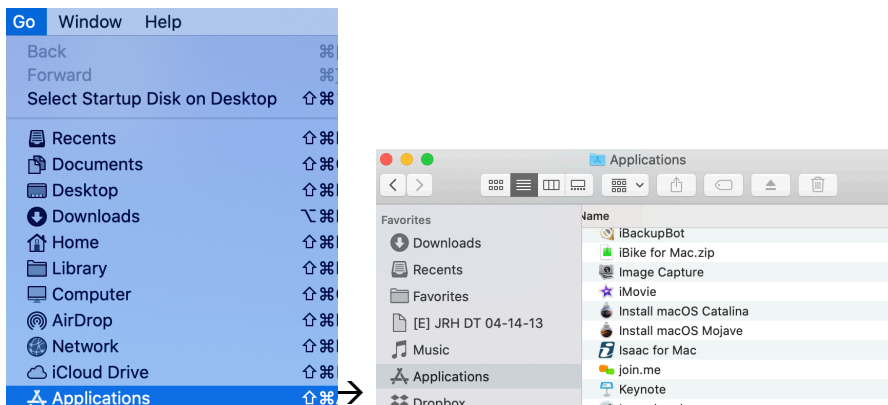 Go Window Help
Back ⌘
Forward ⌘
Select Startup Disk on Desktop ⇧⌘
Recents ⇧⌘
Documents ⇧⌘
Desktop ⇧⌘
Downloads ⌥⌘
Home ⇧⌘
Library ⇧⌘
Computer ⇧⌘
AirDrop ⇧⌘
Network ⇧⌘
iCloud Drive ⇧⌘
Applications ⇧⌘
→
Applications
Favorites
Downloads
Recents
Favorites
[E] JRH DT 04-14-13
Music
Applications
Dropbox
Name
iBackupBot
iBike for Mac.zip
Image Capture
iMovie
Install macOS Catalina
Install macOS Mojave
Isaac for Mac
join.me
Keynote